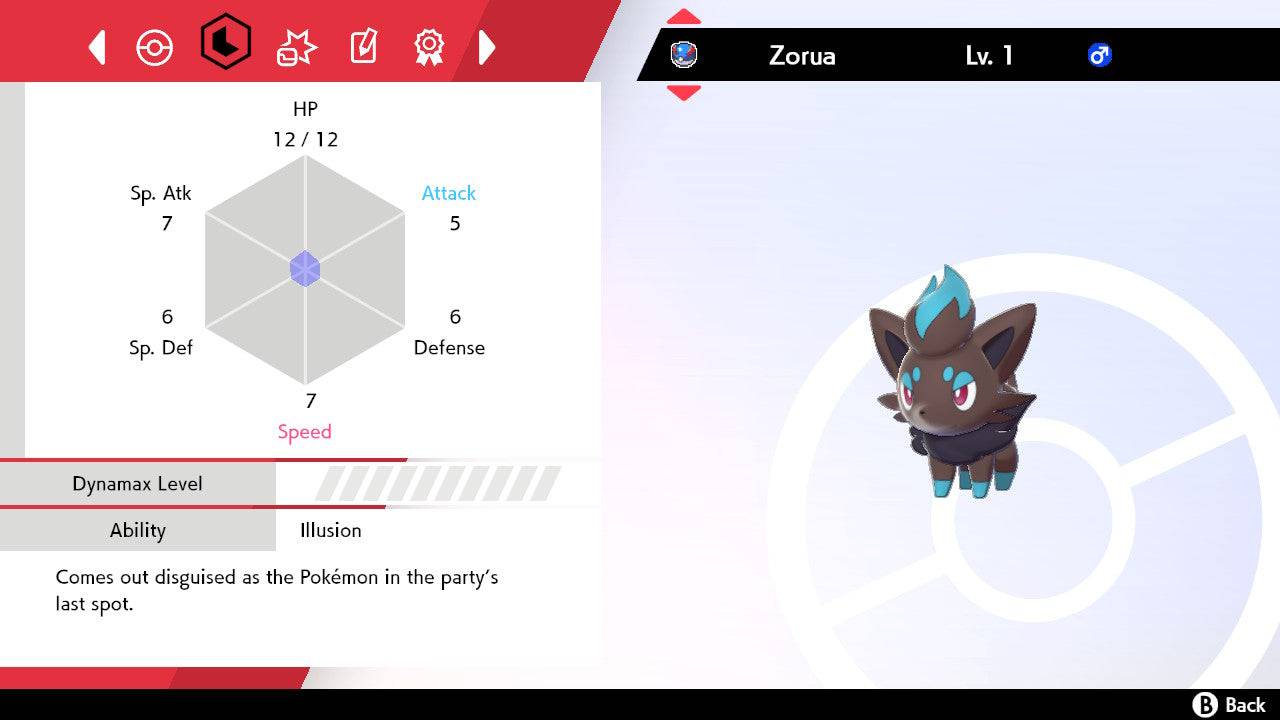 Zorua
Lv. 1
HP
12 / 12
Sp. Atk
7
Attack
5
6
Sp. Def
6
Defense
7
Speed
Dynamax Level
Ability
Illusion
Comes out disguised as the Pokémon in the party's
last spot.
B Back